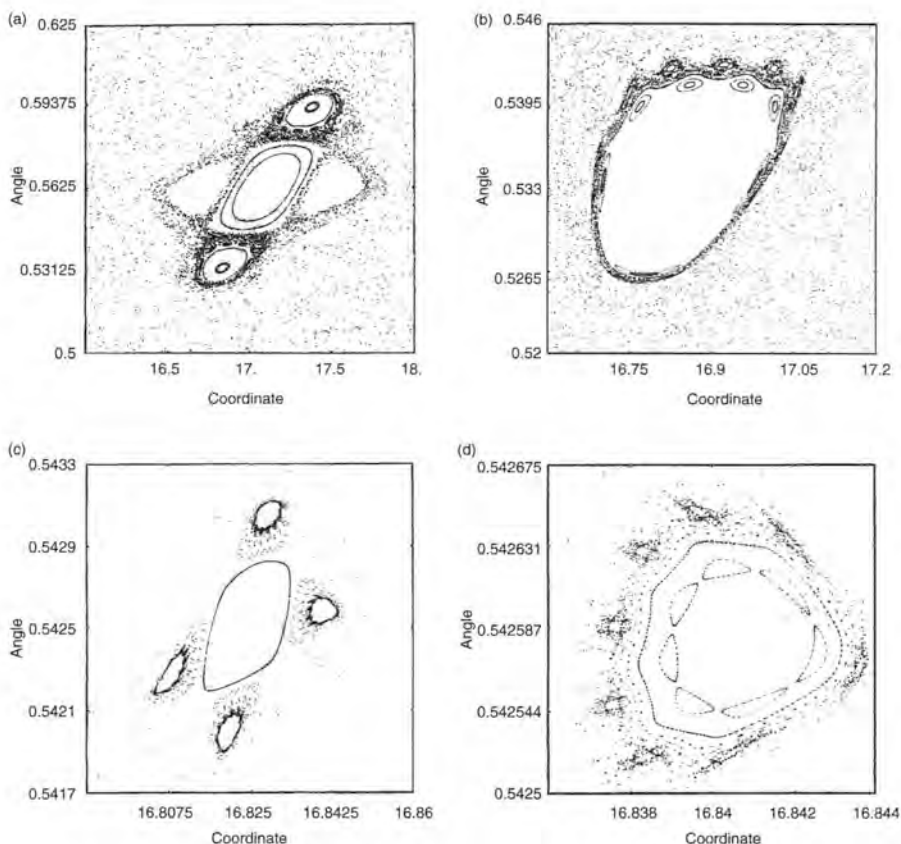 (a)
0.625
0.59375
0.5625
0.53125
0.5
Angle
16.5 17. 17.5 18.
Coordinate
(b)
0.546
0.5395
0.533
0.5265
0.52
Angle
16.75 16.9 17.05 17.2
Coordinate
(c)
0.5433
0.5429
0.5425
0.5421
0.5417
Angle
16.8075 16.825 16.8425 16.86
Coordinate
(d)
0.542675
0.542631
0.542587
0.542544
0.5425
Angle
16.838 16.84 16.842 16.844
Coordinate